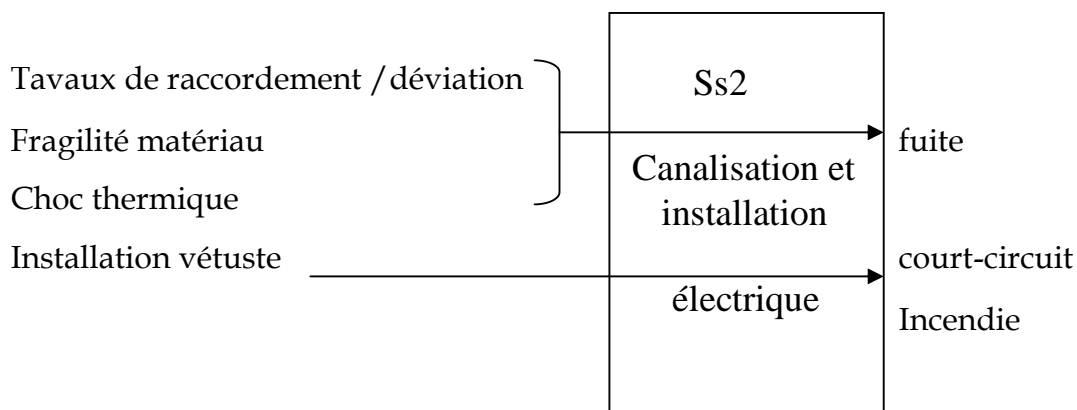 Tavaux de raccordement /déviation
Fragilité matériau
Choc thermique
Installation vétuste
Ss2
Canalisation et
installation
électrique
fuite
court-circuit
Incendie